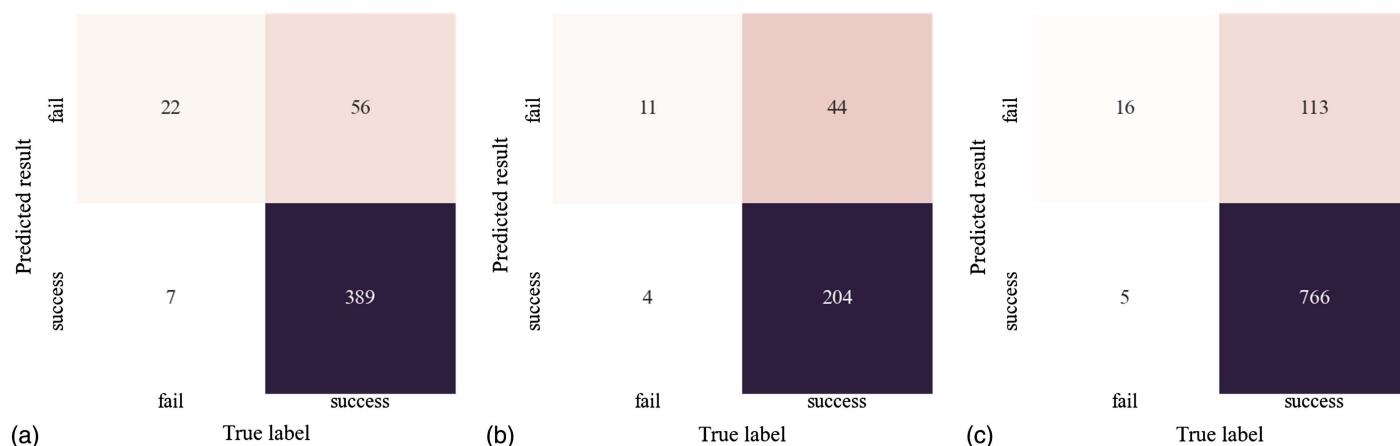 Predicted result
fail
22
56
success
7
389
fail
success
True label
(a)
Predicted result
fail
11
44
success
4
204
fail
success
True label
(b)
Predicted result
fail
16
113
success
5
766
fail
success
True label
(c)